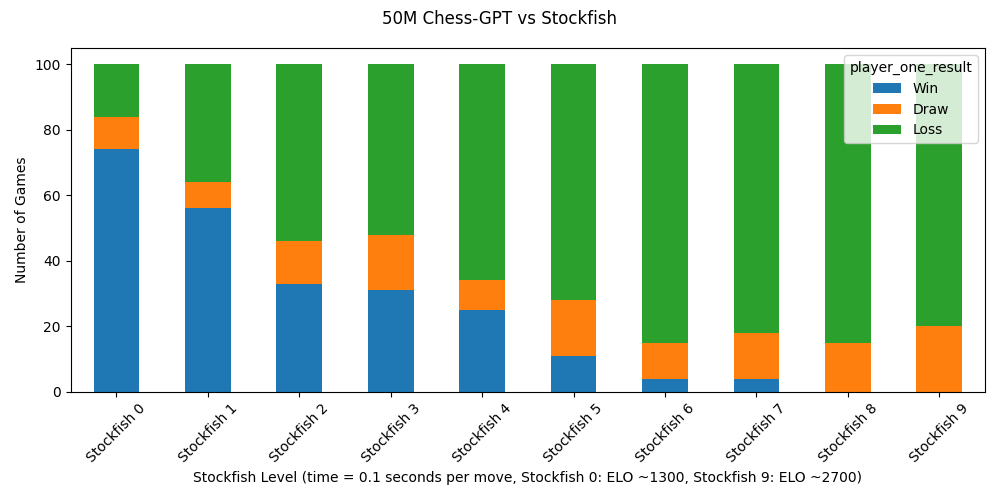 50M Chess-GPT vs Stockfish
player_one_result
Win
Draw
Loss
Number of Games
100
80
60
40
20
0
Stockfish 0
Stockfish 1
Stockfish 2
Stockfish 3
Stockfish 4
Stockfish 5
Stockfish 6
Stockfish 7
Stockfish 8
Stockfish 9
Stockfish Level (time = 0.1 seconds per move, Stockfish 0: ELO ~1300, Stockfish 9: ELO ~2700)